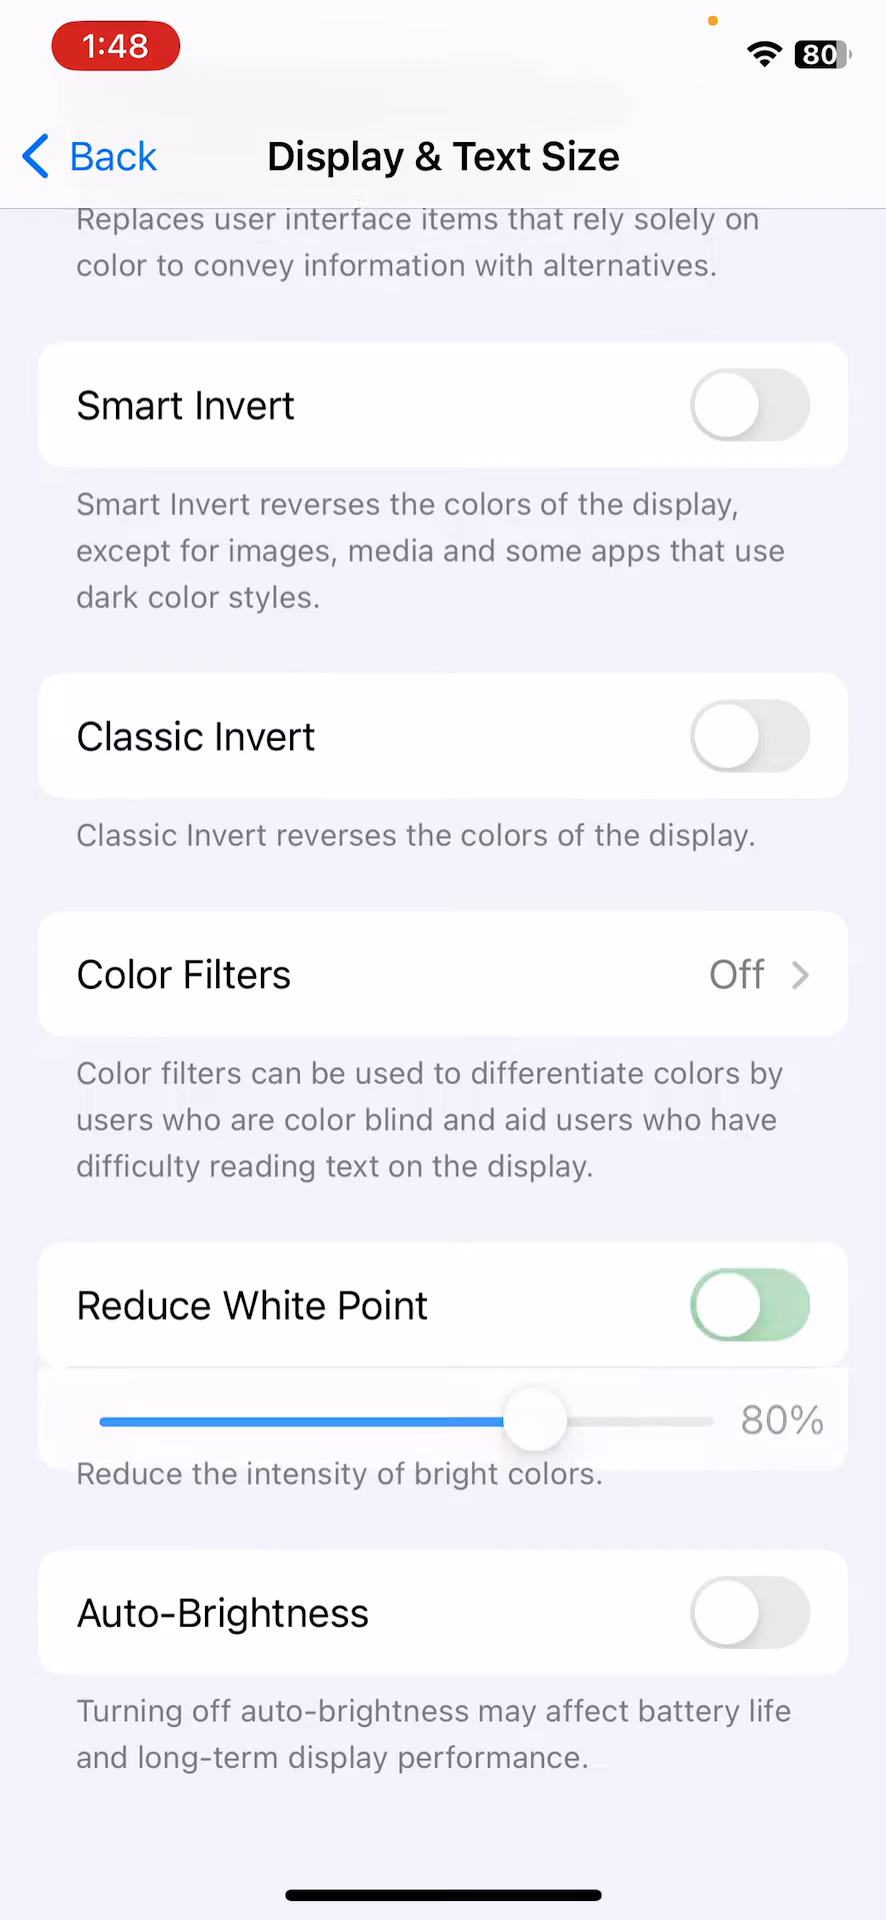 1:48
80
Back
Display & Text Size
Replaces user interface items that rely solely on
color to convey information with alternatives.
Smart Invert
Smart Invert reverses the colors of the display,
except for images, media and some apps that use
dark color styles.
Classic Invert
Classic Invert reverses the colors of the display.
Color Filters
Off
Color filters can be used to differentiate colors by
users who are color blind and aid users who have
difficulty reading text on the display.
Reduce White Point
80%
Reduce the intensity of bright colors.
Auto-Brightness
Turning off auto-brightness may affect battery life
and long-term display performance.